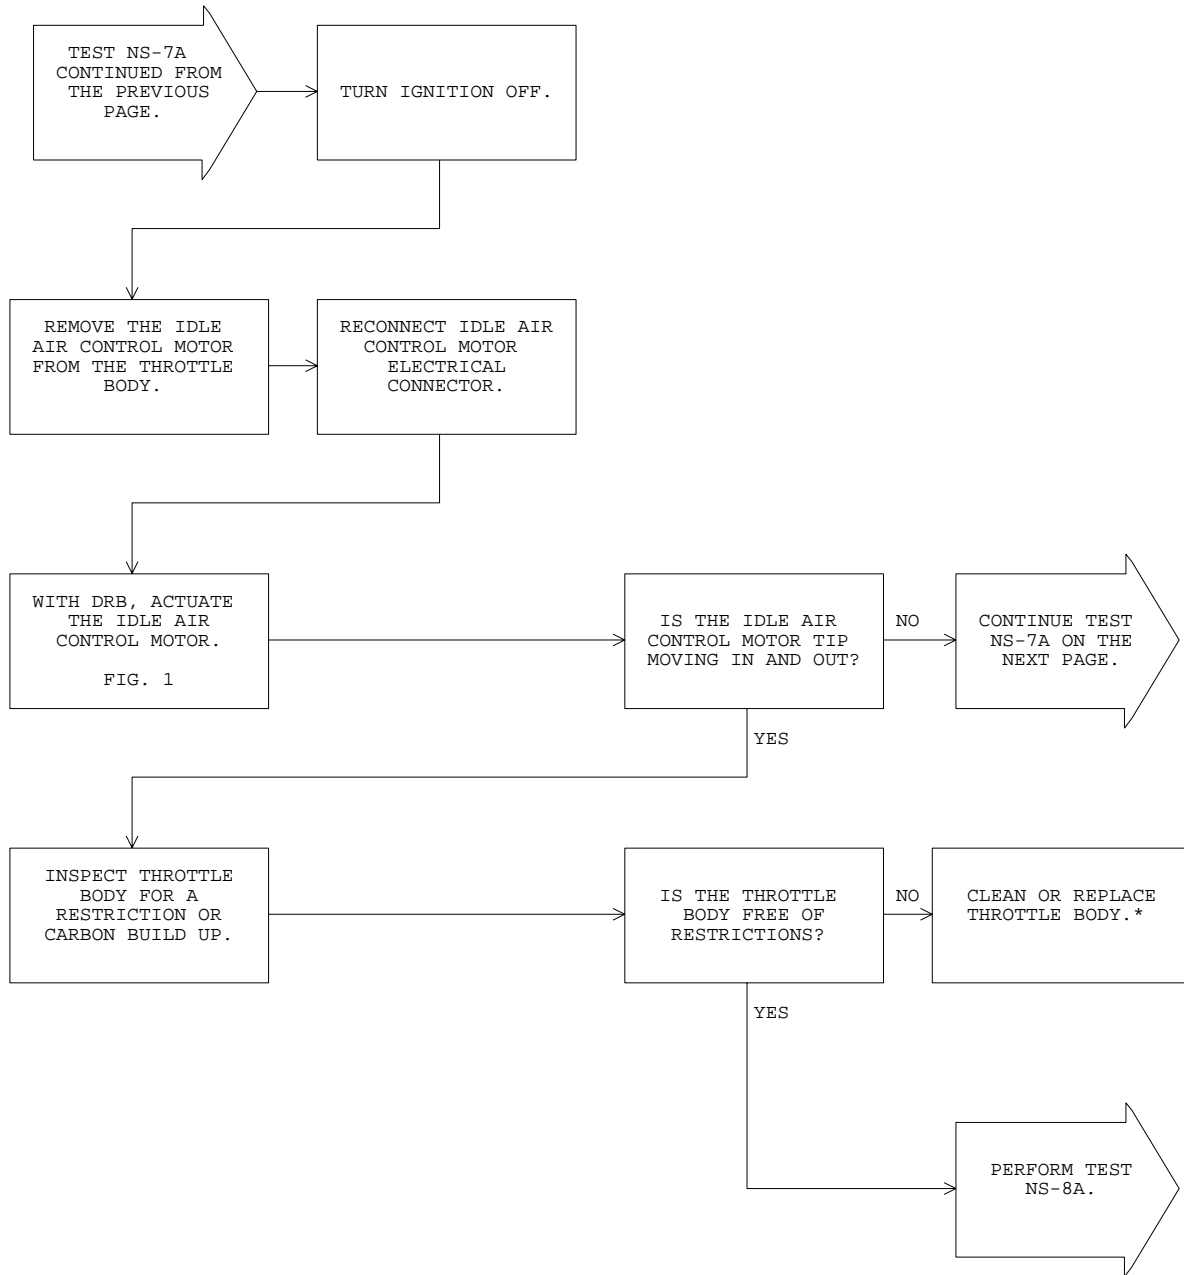 TEST NS-7A
CONTINUED FROM
THE PREVIOUS
PAGE.
TURN IGNITION OFF.
REMOVE THE IDLE
AIR CONTROL MOTOR
FROM THE THROTTLE
BODY.
RECONNECT IDLE AIR
CONTROL MOTOR
ELECTRICAL
CONNECTOR.
WITH DRB, ACTUATE
THE IDLE AIR
CONTROL MOTOR.
FIG. 1
IS THE IDLE AIR
CONTROL MOTOR TIP
MOVING IN AND OUT?
NO
CONTINUE TEST
NS-7A ON THE
NEXT PAGE.
YES
INSPECT THROTTLE
BODY FOR A
RESTRICTION OR
CARBON BUILD UP.
IS THE THROTTLE
BODY FREE OF
RESTRICTIONS?
NO
CLEAN OR REPLACE
THROTTLE BODY.*
YES
PERFORM TEST
NS-8A.